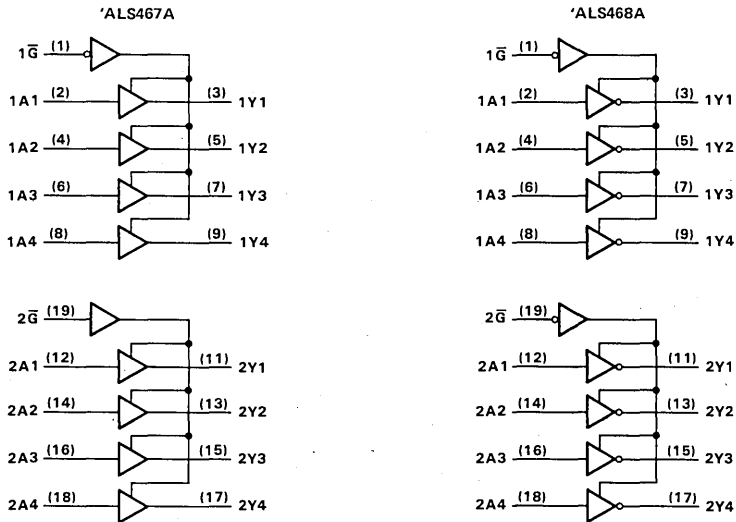 'ALS467A
1G̅ (1)
1A1 (2) (3) 1Y1
1A2 (4) (5) 1Y2
1A3 (6) (7) 1Y3
1A4 (8) (9) 1Y4
2G̅ (19)
2A1 (12) (11) 2Y1
2A2 (14) (13) 2Y2
2A3 (16) (15) 2Y3
2A4 (18) (17) 2Y4
'ALS468A
1G̅ (1)
1A1 (2) (3) 1Y1
1A2 (4) (5) 1Y2
1A3 (6) (7) 1Y3
1A4 (8) (9) 1Y4
2G̅ (19)
2A1 (12) (11) 2Y1
2A2 (14) (13) 2Y2
2A3 (16) (15) 2Y3
2A4 (18) (17) 2Y4